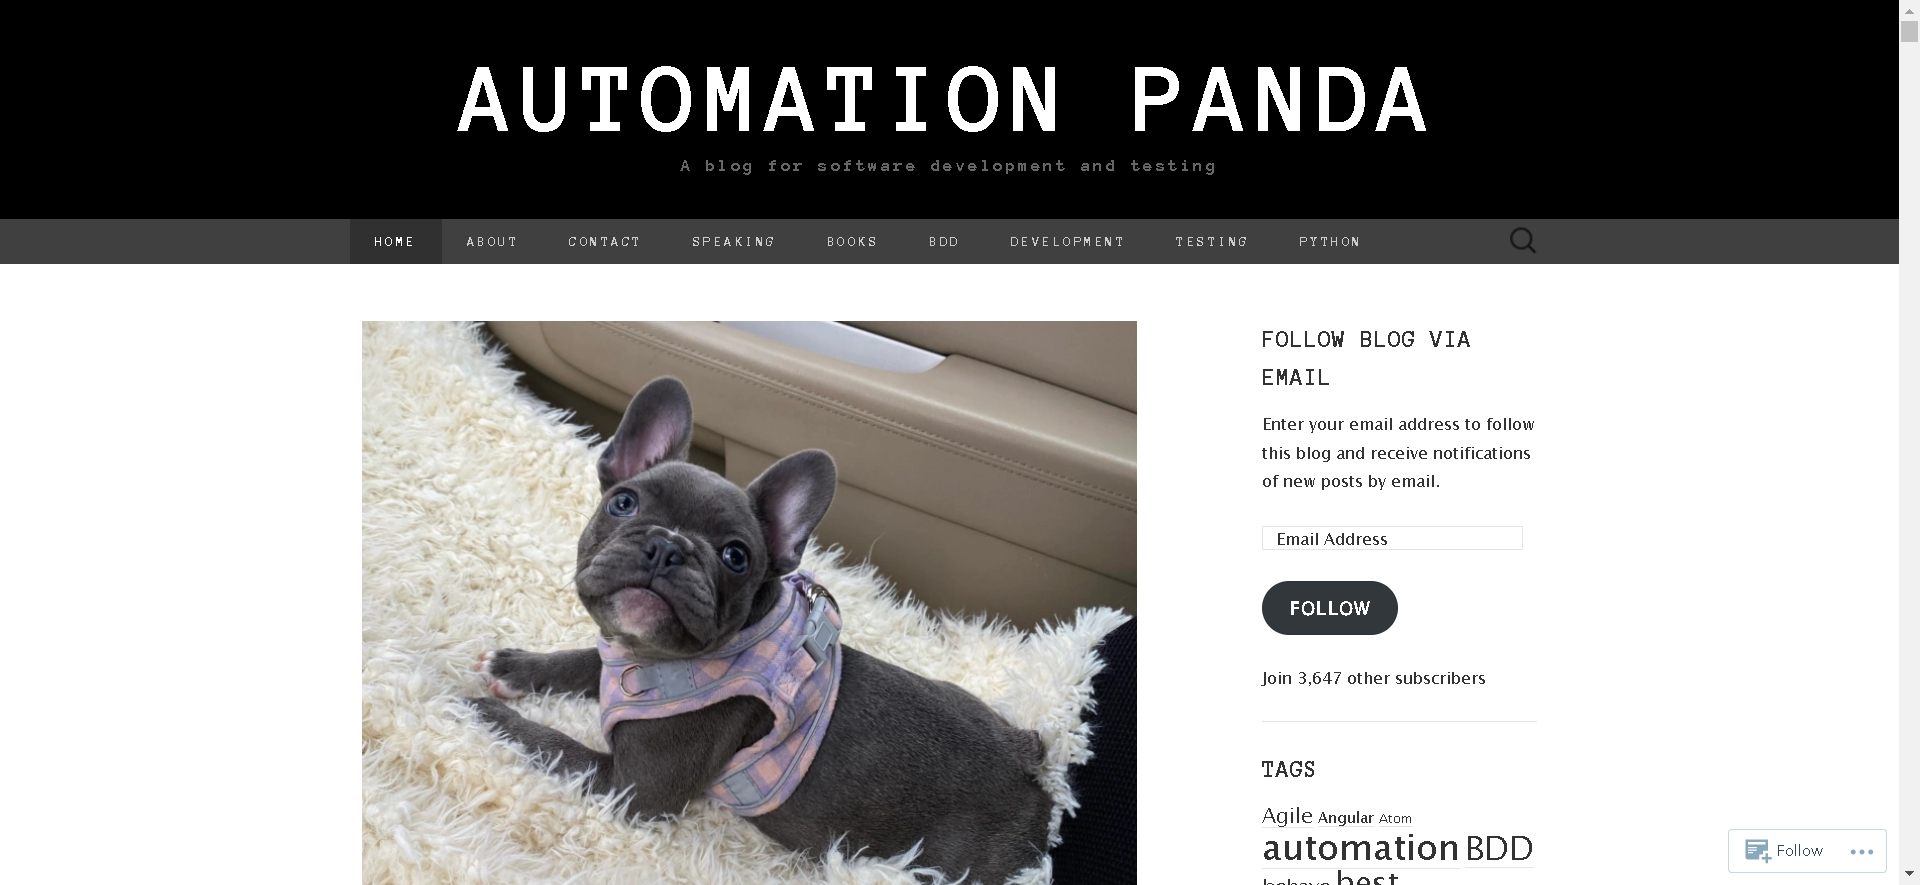 AUTOMATION PANDA
A blog for software development and testing
HOME ABOUT CONTACT SPEAKING BOOKS BDD DEVELOPMENT TESTING PYTHON
FOLLOW BLOG VIA
EMAIL
Enter your email address to follow
this blog and receive notifications
of new posts by email.
Email Address
FOLLOW
Join 3,647 other subscribers
TAGS
Agile Angular Atom
automation BDD
behave best
Follow